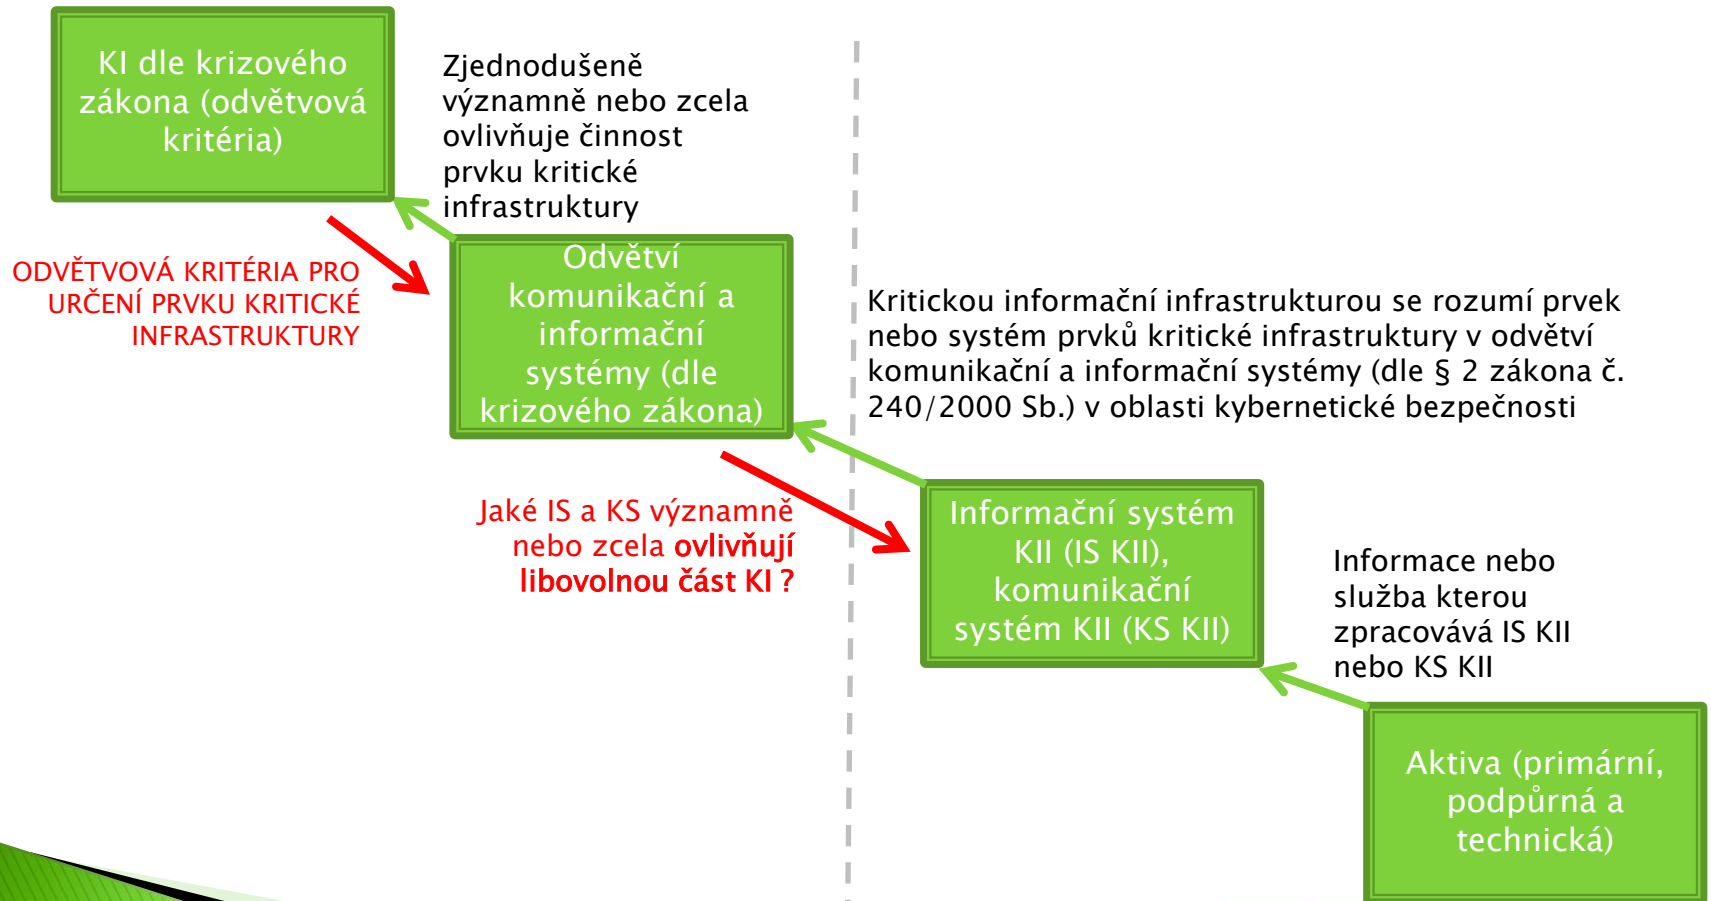 KI dle krizového
zákona (odvětvová
kritéria)
Zjednodušeně
významně nebo zcela
ovlivňuje činnost
prvku kritické
infrastruktury
ODVĚTVOVÁ KRITÉRIA PRO
URČENÍ PRVKU KRITICKÉ
INFRASTRUKTURY
Odvětví
komunikační a
informační
systémy (dle
krizového zákona)
Kritickou informační infrastrukturou se rozumí prvek
nebo systém prvků kritické infrastruktury v odvětví
komunikační a informační systémy (dle § 2 zákona č.
240/2000 Sb.) v oblasti kybernetické bezpečnosti
Jaké IS a KS významně
nebo zcela ovlivňují
libovolnou část KI ?
Informační systém
KII (IS KII),
komunikační
systém KII (KS KII)
Informace nebo
služba kterou
zpracovává IS KII
nebo KS KII
Aktiva (primární,
podpůrná a
technická)